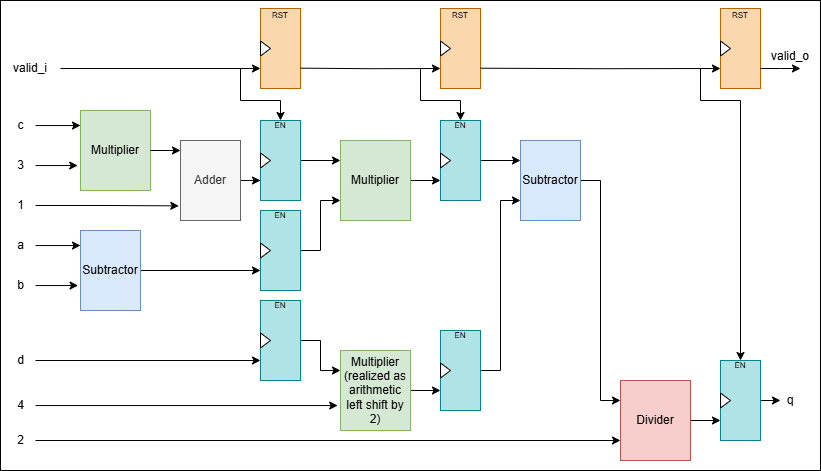 RST
RST
RST
valid_i
valid_o
EN
EN
c
Multiplier
3
Adder
Multiplier
Subtractor
1
EN
a
Subtractor
b
EN
EN
d
Multiplier
(realized as
arithmetic
left shift by
2)
EN
4
q
Divider
2